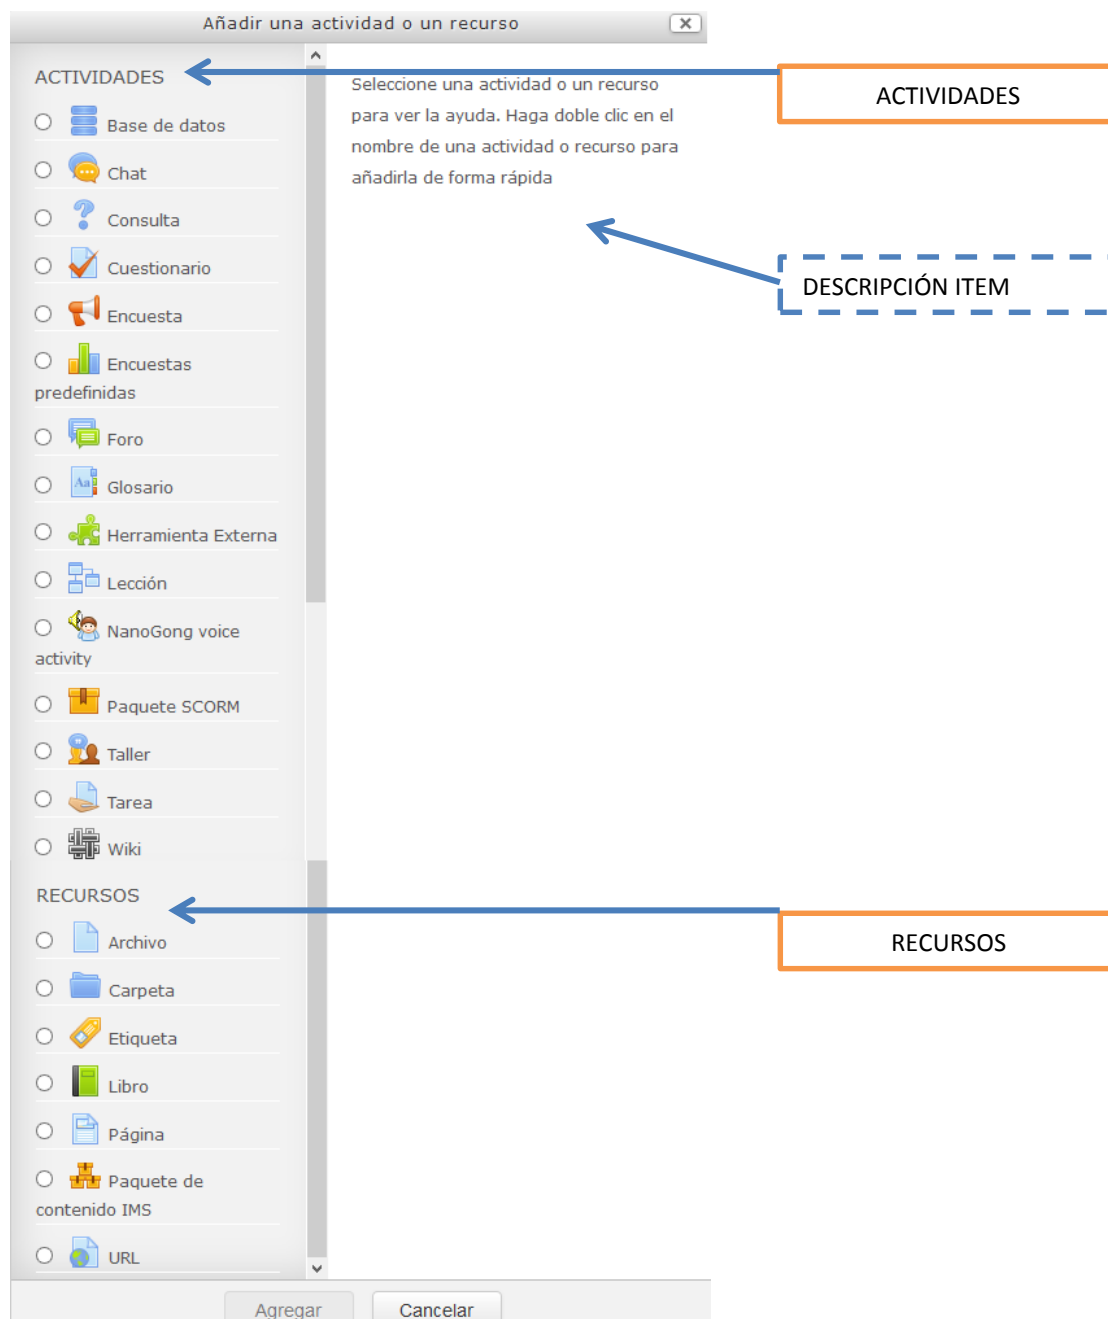 Añadir una actividad o un recurso
ACTIVIDADES
Base de datos
Chat
Consulta
Cuestionario
Encuesta
Encuestas
predefinidas
Foro
Glosario
Herramienta Externa
Lección
NanoGong voice
activity
Paquete SCORM
Taller
Tarea
Wiki
RECURSOS
Archivo
Carpeta
Etiqueta
Libro
Página
Paquete de
contenido IMS
URL
Seleccione una actividad o un recurso
para ver la ayuda. Haga doble clic en el
nombre de una actividad o recurso para
añadirla de forma rápida
ACTIVIDADES
DESCRIPCIÓN ITEM
RECURSOS
Agregar
Cancelar